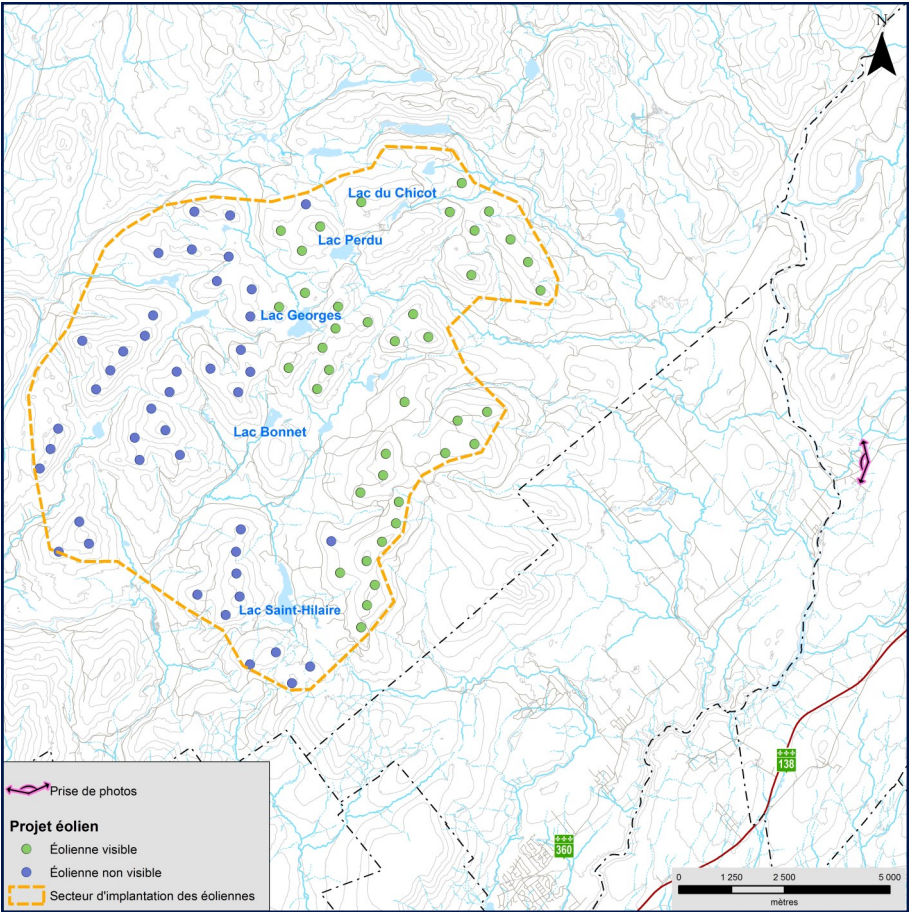 N
Lac du Chicot
Lac Perdu
Lac Georges
Lac Bonnet
Lac Saint-Hilaire
138
360
Prise de photos
Projet éolien
Éolienne visible
Éolienne non visible
Secteur d'implantation des éoliennes
0 1 250 2 500 5 000
mètres